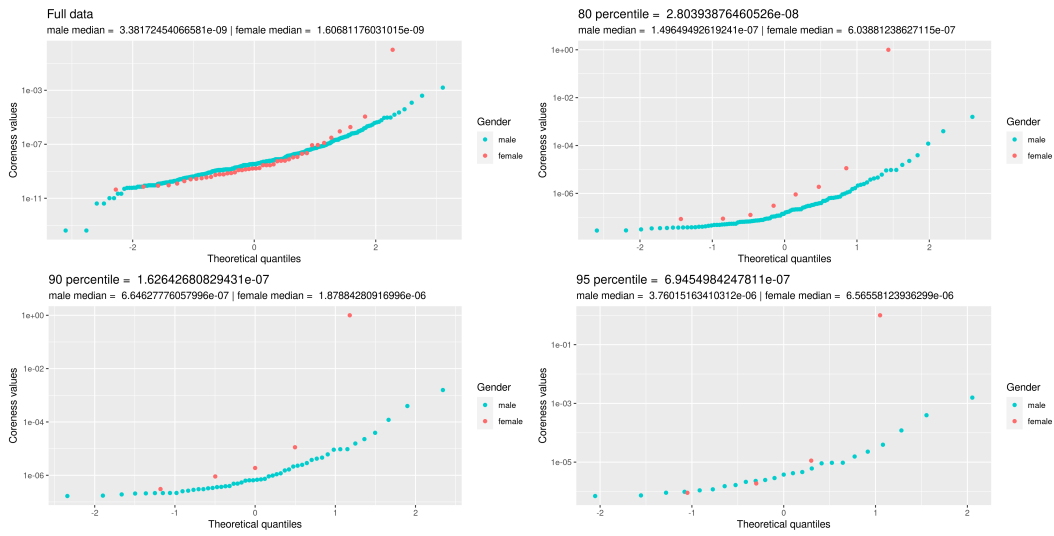 Full data
male median =  3.38172454066581e-09 | female median =  1.60681176031015e-09
1e-03
1e-07
1e-11
Coreness values
-2
0
2
Theoretical quantiles
Gender
male
female
80 percentile =  2.80393876460526e-08
male median =  1.49649492619241e-07 | female median =  6.03881238627115e-07
1e+00
1e-02
1e-04
1e-06
Coreness values
-2
-1
0
1
2
Theoretical quantiles
Gender
male
female
90 percentile =  1.62642680829431e-07
male median =  6.64627776057996e-07 | female median =  1.87884280916996e-06
1e+00
1e-02
1e-04
1e-06
Coreness values
-2
-1
0
1
2
Theoretical quantiles
Gender
male
female
95 percentile =  6.9454984247811e-07
male median =  3.76015163410312e-06 | female median =  6.56558123936299e-06
1e-01
1e-03
1e-05
Coreness values
-2
-1
0
1
2
Theoretical quantiles
Gender
male
female